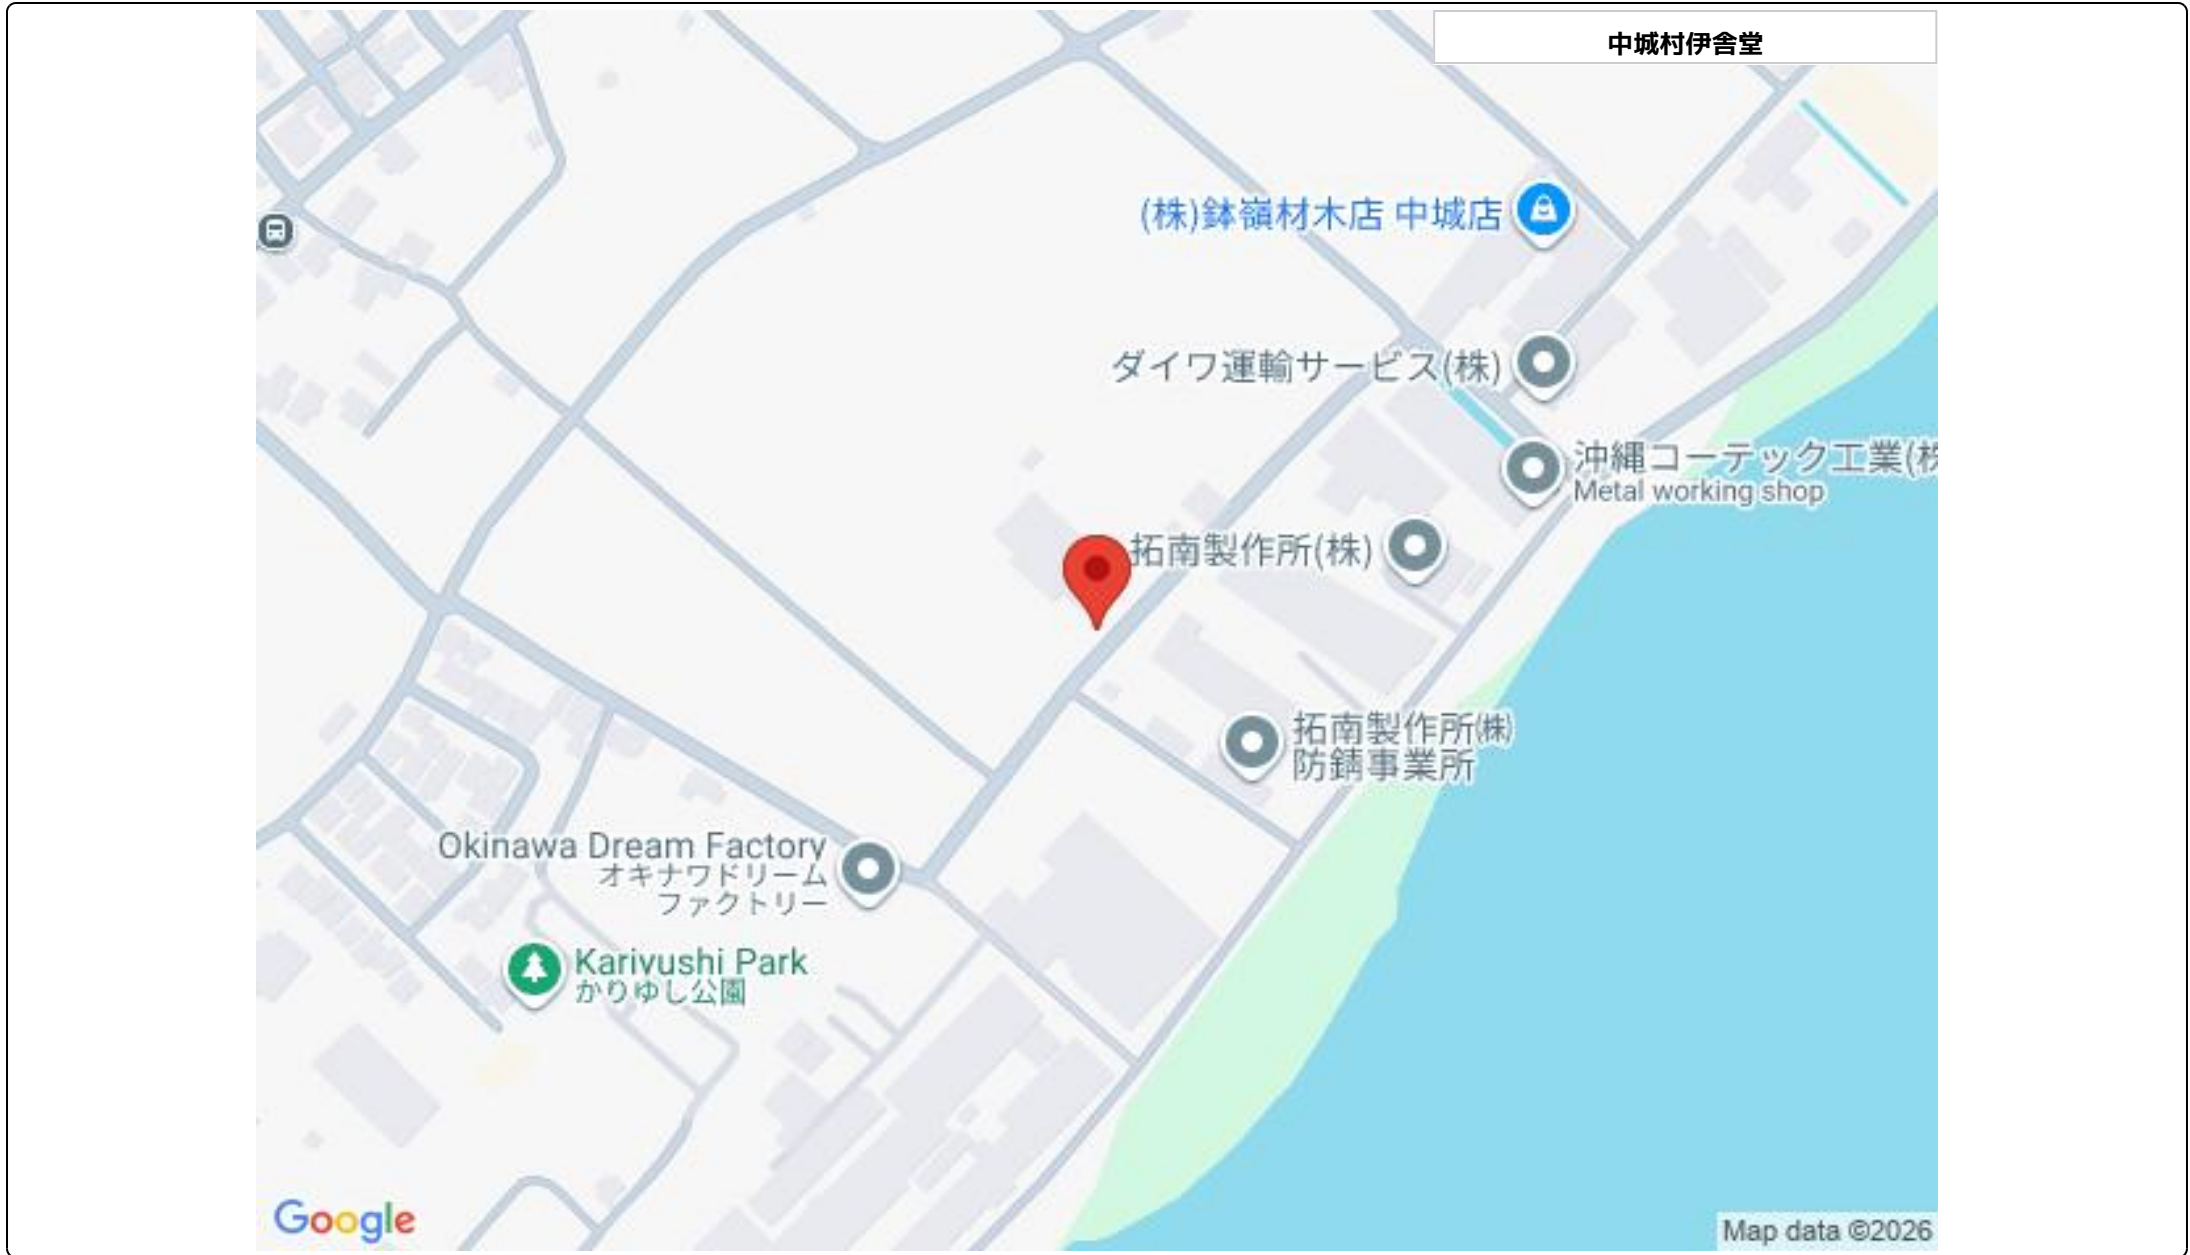 中城村伊舎堂
(株)鉢嶺材木店 中城店
ダイワ運輸サービス(株)
沖縄コーテック工業(株
Metal working shop
拓南製作所(株)
拓南製作所㈱
防錆事業所
Okinawa Dream Factory
オキナワドリーム
ファクトリー
Kariyushi Park
かりゆし公園
Google
Map data ©2026